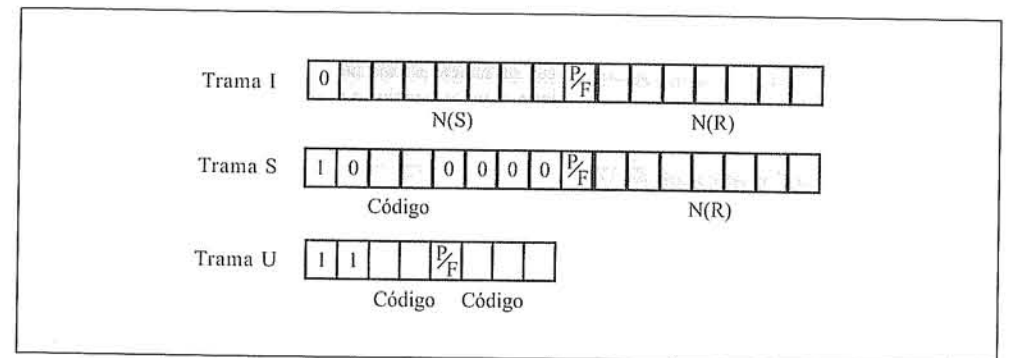 Trama I 0 P/F
N(S) N(R)
Trama S 1 0 0 0 0 0 P/F
Código N(R)
Trama U 1 1 P/F
Código Código